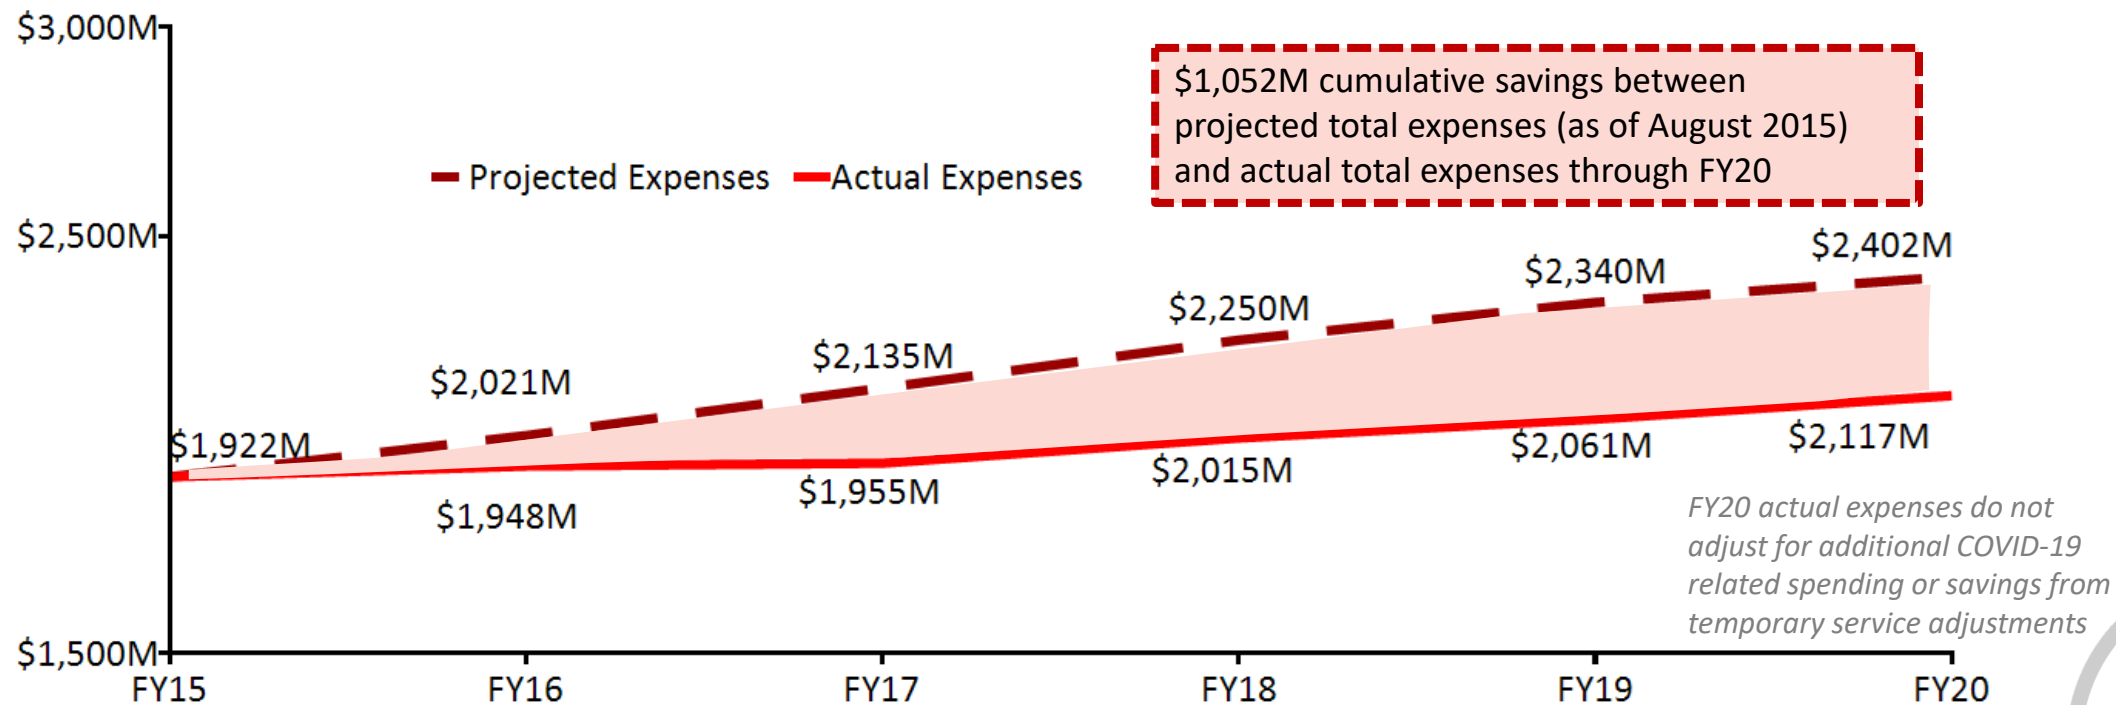 $3,000M
$1,052M cumulative savings between
projected total expenses (as of August 2015)
and actual total expenses through FY20
Projected Expenses Actual Expenses
$2,500M
$2,402M
$2,340M
$2,250M
$2,135M
$2,021M
$1,922M
$1,948M
$1,955M
$2,015M
$2,061M
$2,117M
FY20 actual expenses do not
adjust for additional COVID-19
related spending or savings from
temporary service adjustments
$1,500M
FY15 FY16 FY17 FY18 FY19 FY20